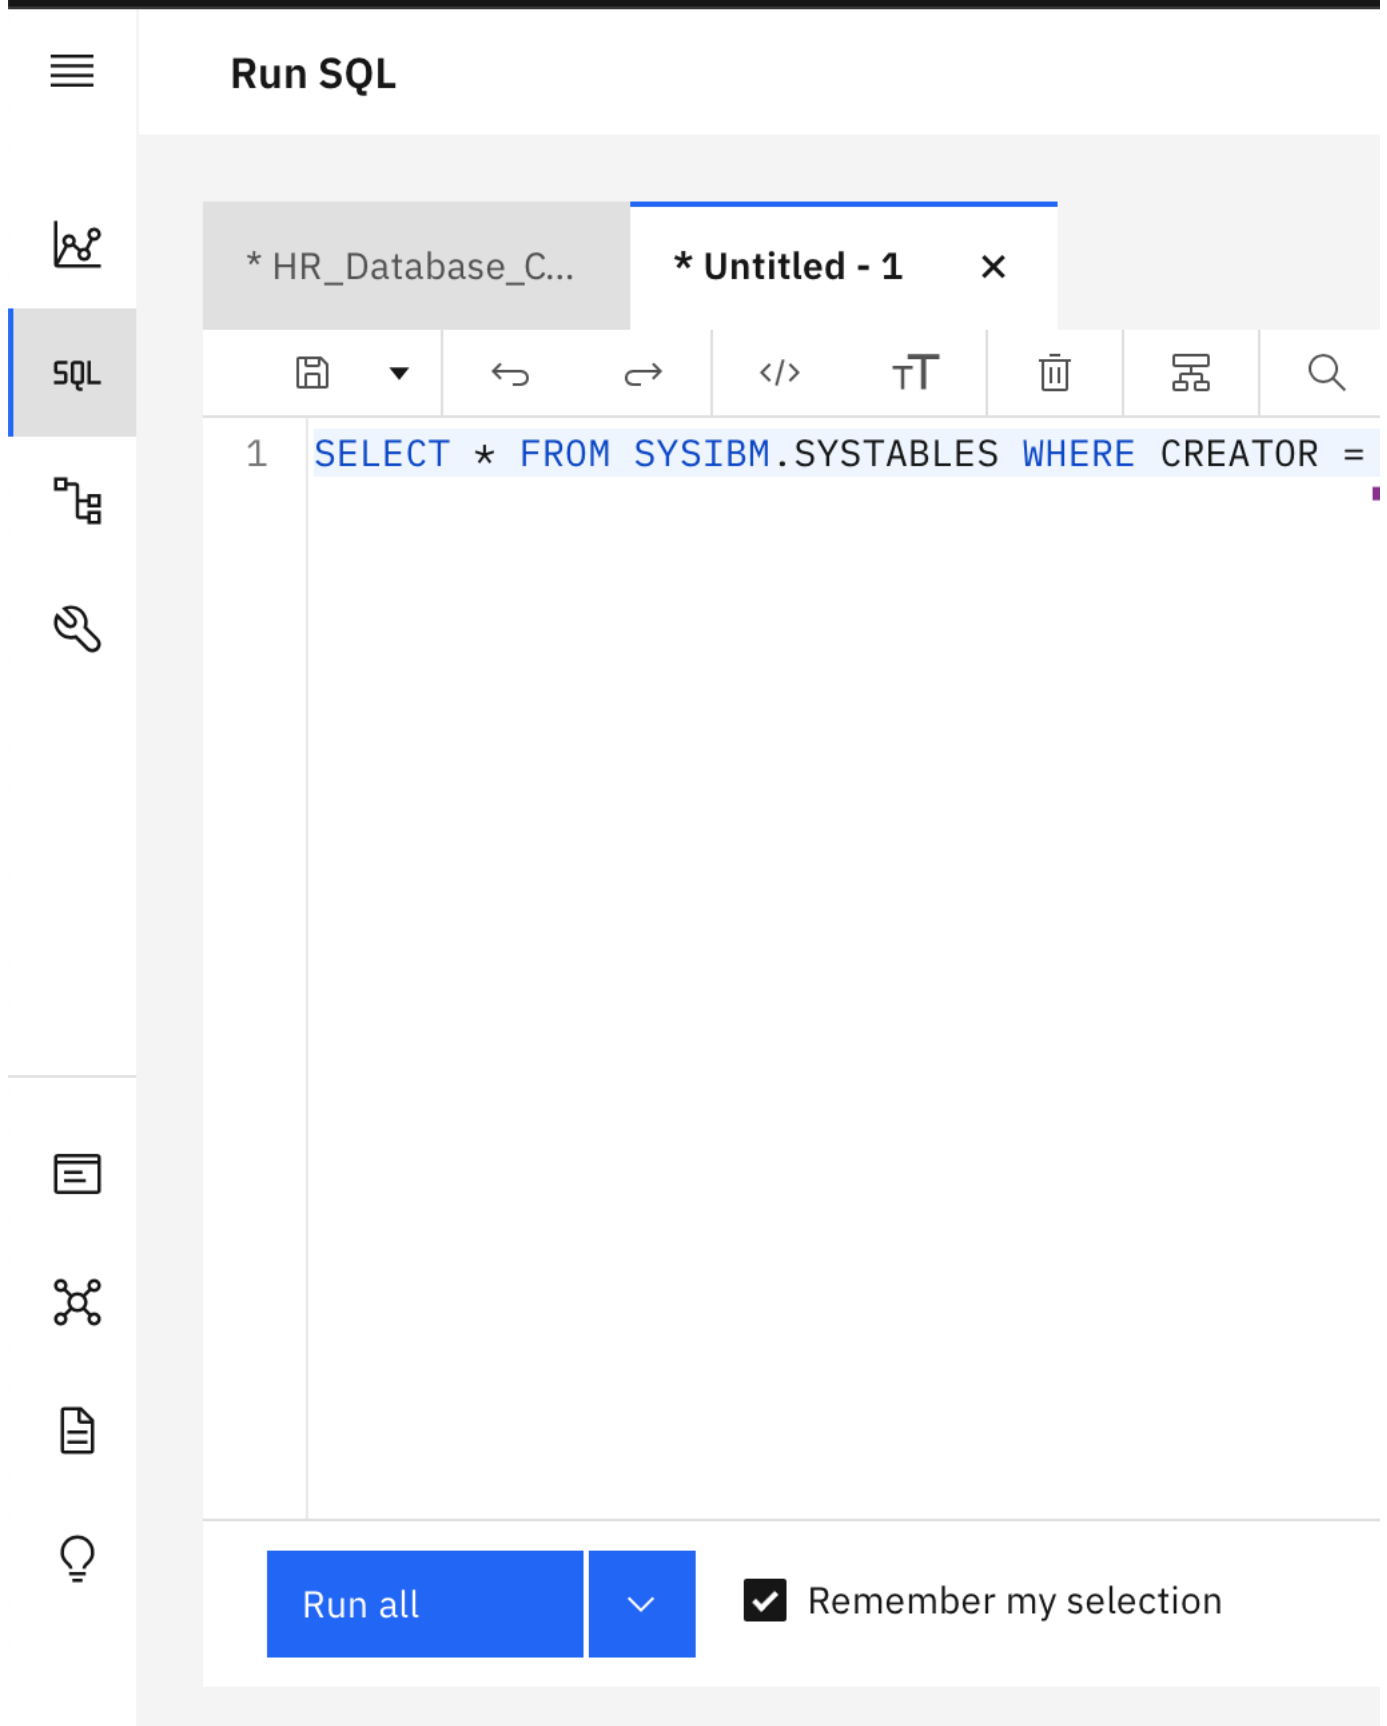 Run SQL
* HR_Database_C...
* Untitled - 1
SQL
1 SELECT * FROM SYSIBM.SYSTABLES WHERE CREATOR =
Run all
Remember my selection